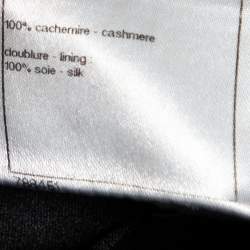 100% cachemire - cashmere
doublure - lining
100% soie - silk